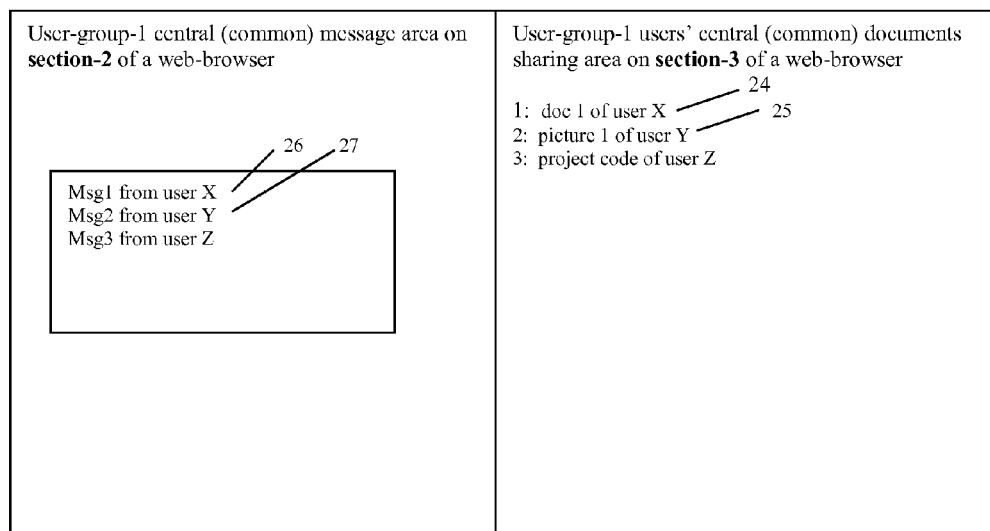 User-group-1 central (common) message area on
section-2 of a web-browser
26
27
Msg1 from user X
Msg2 from user Y
Msg3 from user Z
User-group-1 users' central (common) documents
sharing area on section-3 of a web-browser
24
1: doc 1 of user X
25
2: picture 1 of user Y
3: project code of user Z